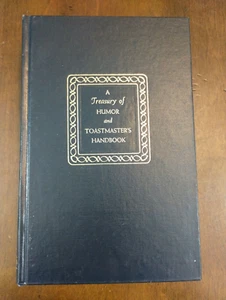 A
Treasury of
HUMOR
and
TOASTMASTER'S
HANDBOOK